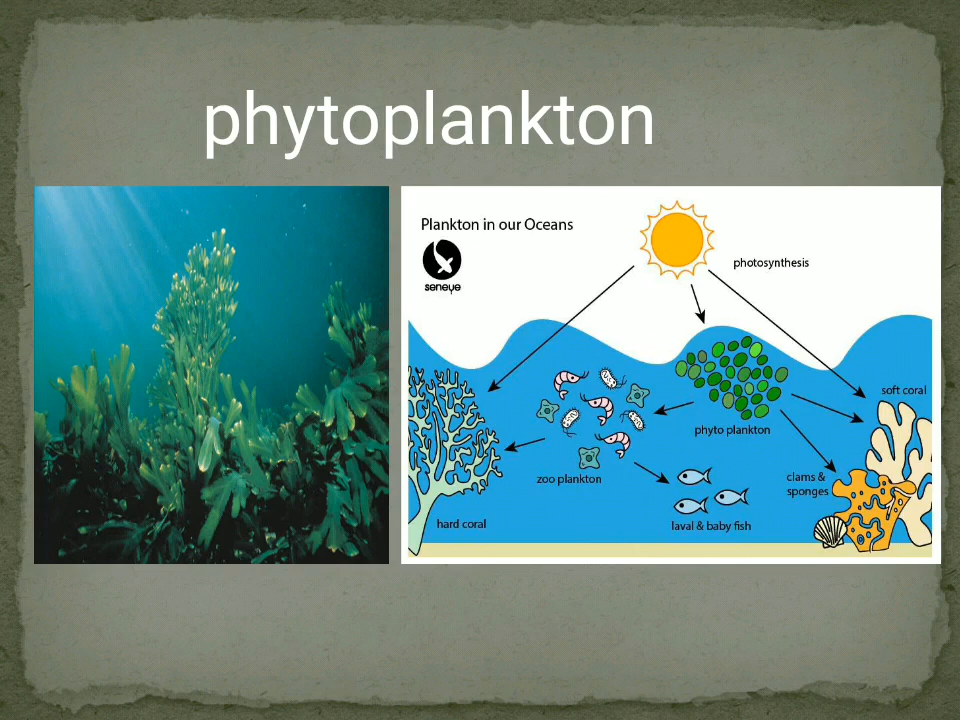 phytoplankton
Plankton in our Oceans
seneye
photosynthesis
soft coral
phyto plankton
clams &
sponges
zoo plankton
hard coral
laval & baby fish